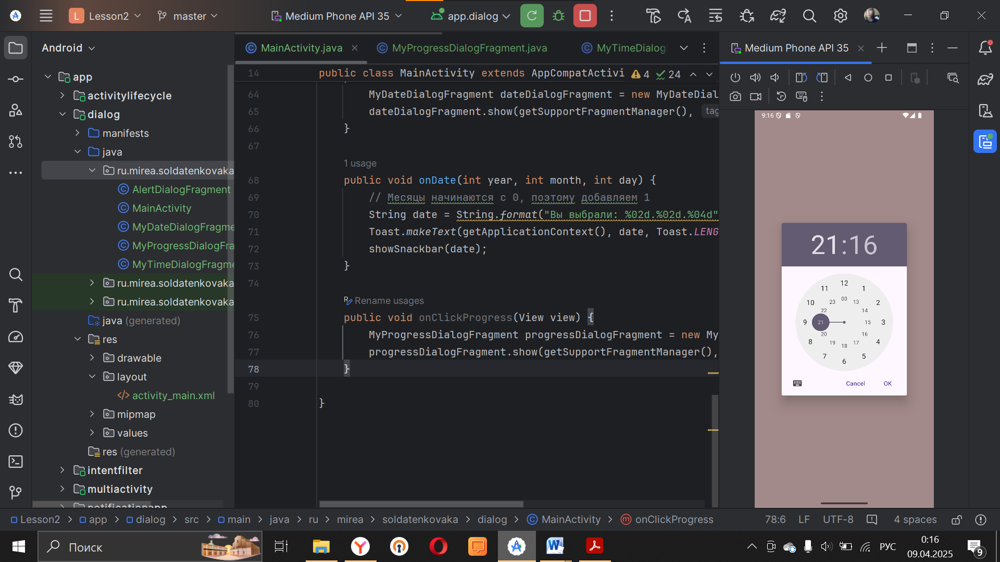 L Lesson2 master Medium Phone API 35 app.dialog
Android
app
activitylifecycle
dialog
manifests
java
ru.mirea.soldatenkovaka
AlertDialogFragment
MainActivity
MyDateDialogFragme
MyProgressDialogFra
MyTimeDialogFragme
ru.mirea.soldatenkovaka
ru.mirea.soldatenkovaka
java (generated)
res
drawable
layout
activity_main.xml
mipmap
values
res (generated)
intentfilter
multiactivity
notificationapp
MainActivity.java MyProgressDialogFragment.java MyTimeDialog
14 public class MainActivity extends AppCompatActivi 4 24
64 MyDateDialogFragment dateDialogFragment = new MyDateDial
65 dateDialogFragment.show(getSupportFragmentManager(), tag
66 }
67
1 usage
68 public void onDate(int year, int month, int day) {
69 // Месяцы начинаются с 0, поэтому добавляем 1
70 String date = String.format("Вы выбрали: %02d.%02d.%04d"
71 Toast.makeText(getApplicationContext(), date, Toast.LENG
72 showSnackbar(date);
73 }
74
Rename usages
75 public void onClickProgress(View view) {
76 MyProgressDialogFragment progressDialogFragment = new My
77 progressDialogFragment.show(getSupportFragmentManager(),
78 }
79
80 }
Medium Phone API 35
9:16
21:16
12
11 1
00
23 13
10 2
22 14
9 21 15 3
20 16
19 17
18
8 4
7 5
6
Cancel OK
Lesson2 > app > dialog > src > main > java > ru > mirea > soldatenkovaka > dialog > MainActivity > onClickProgress 78:6 LF UTF-8 4 spaces
Поиск
РУС
0:16
09.04.2025
9